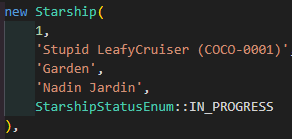 new Starship(
1,
'Stupid LeafyCruiser (COCO-0001)',
'Garden',
'Nadin Jardin',
StarshipStatusEnum::IN_PROGRESS
),